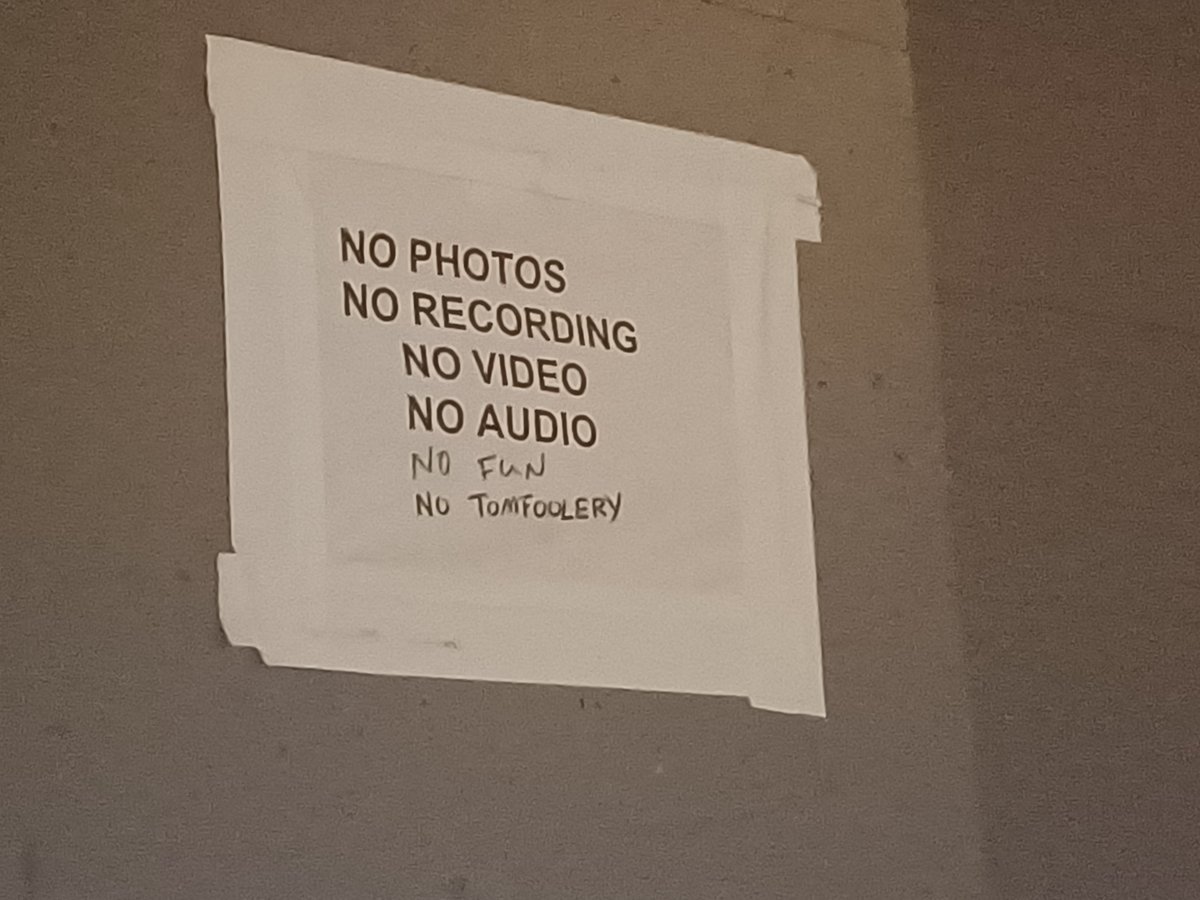 NO PHOTOS
NO RECORDING
NO VIDEO
NO AUDIO
NO FUN
NO TOMFOOLERY